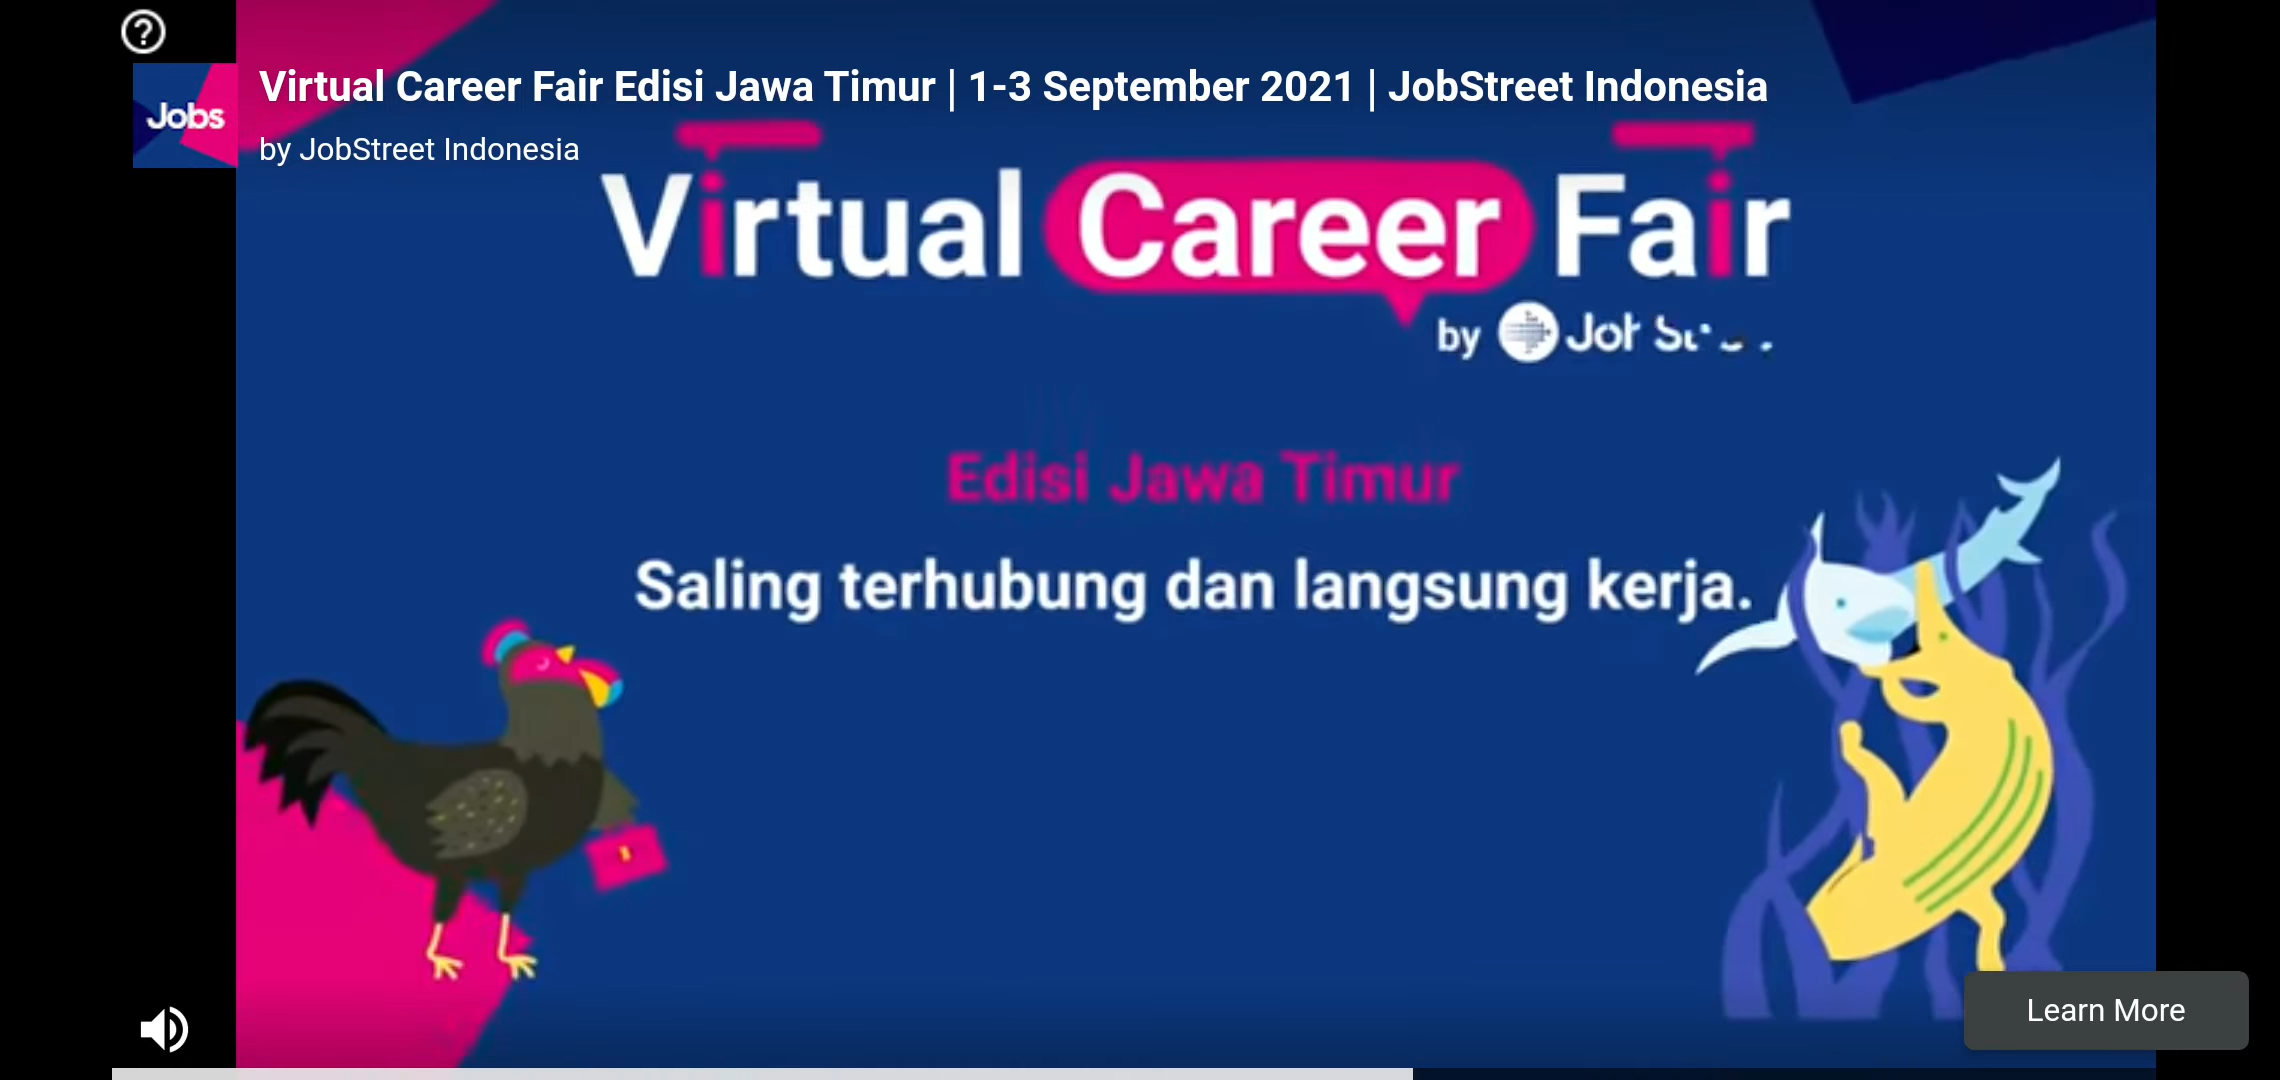 Virtual Career Fair Edisi Jawa Timur | 1-3 September 2021 | JobStreet Indonesia
Jobs
by JobStreet Indonesia
Virtual Career Fair
by
Edisi Jawa Timur
Saling terhubung dan langsung kerja.
Learn More